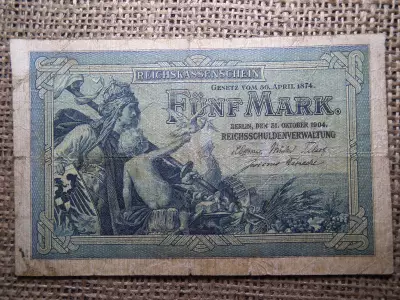 REICHSKASSENSCHEIN
GESETZ VOM 30. APRIL 1874.
FÜNF MARK.
BERLIN, DEN 31. OKTOBER 1904.
REICHSSCHULDENVERWALTUNG